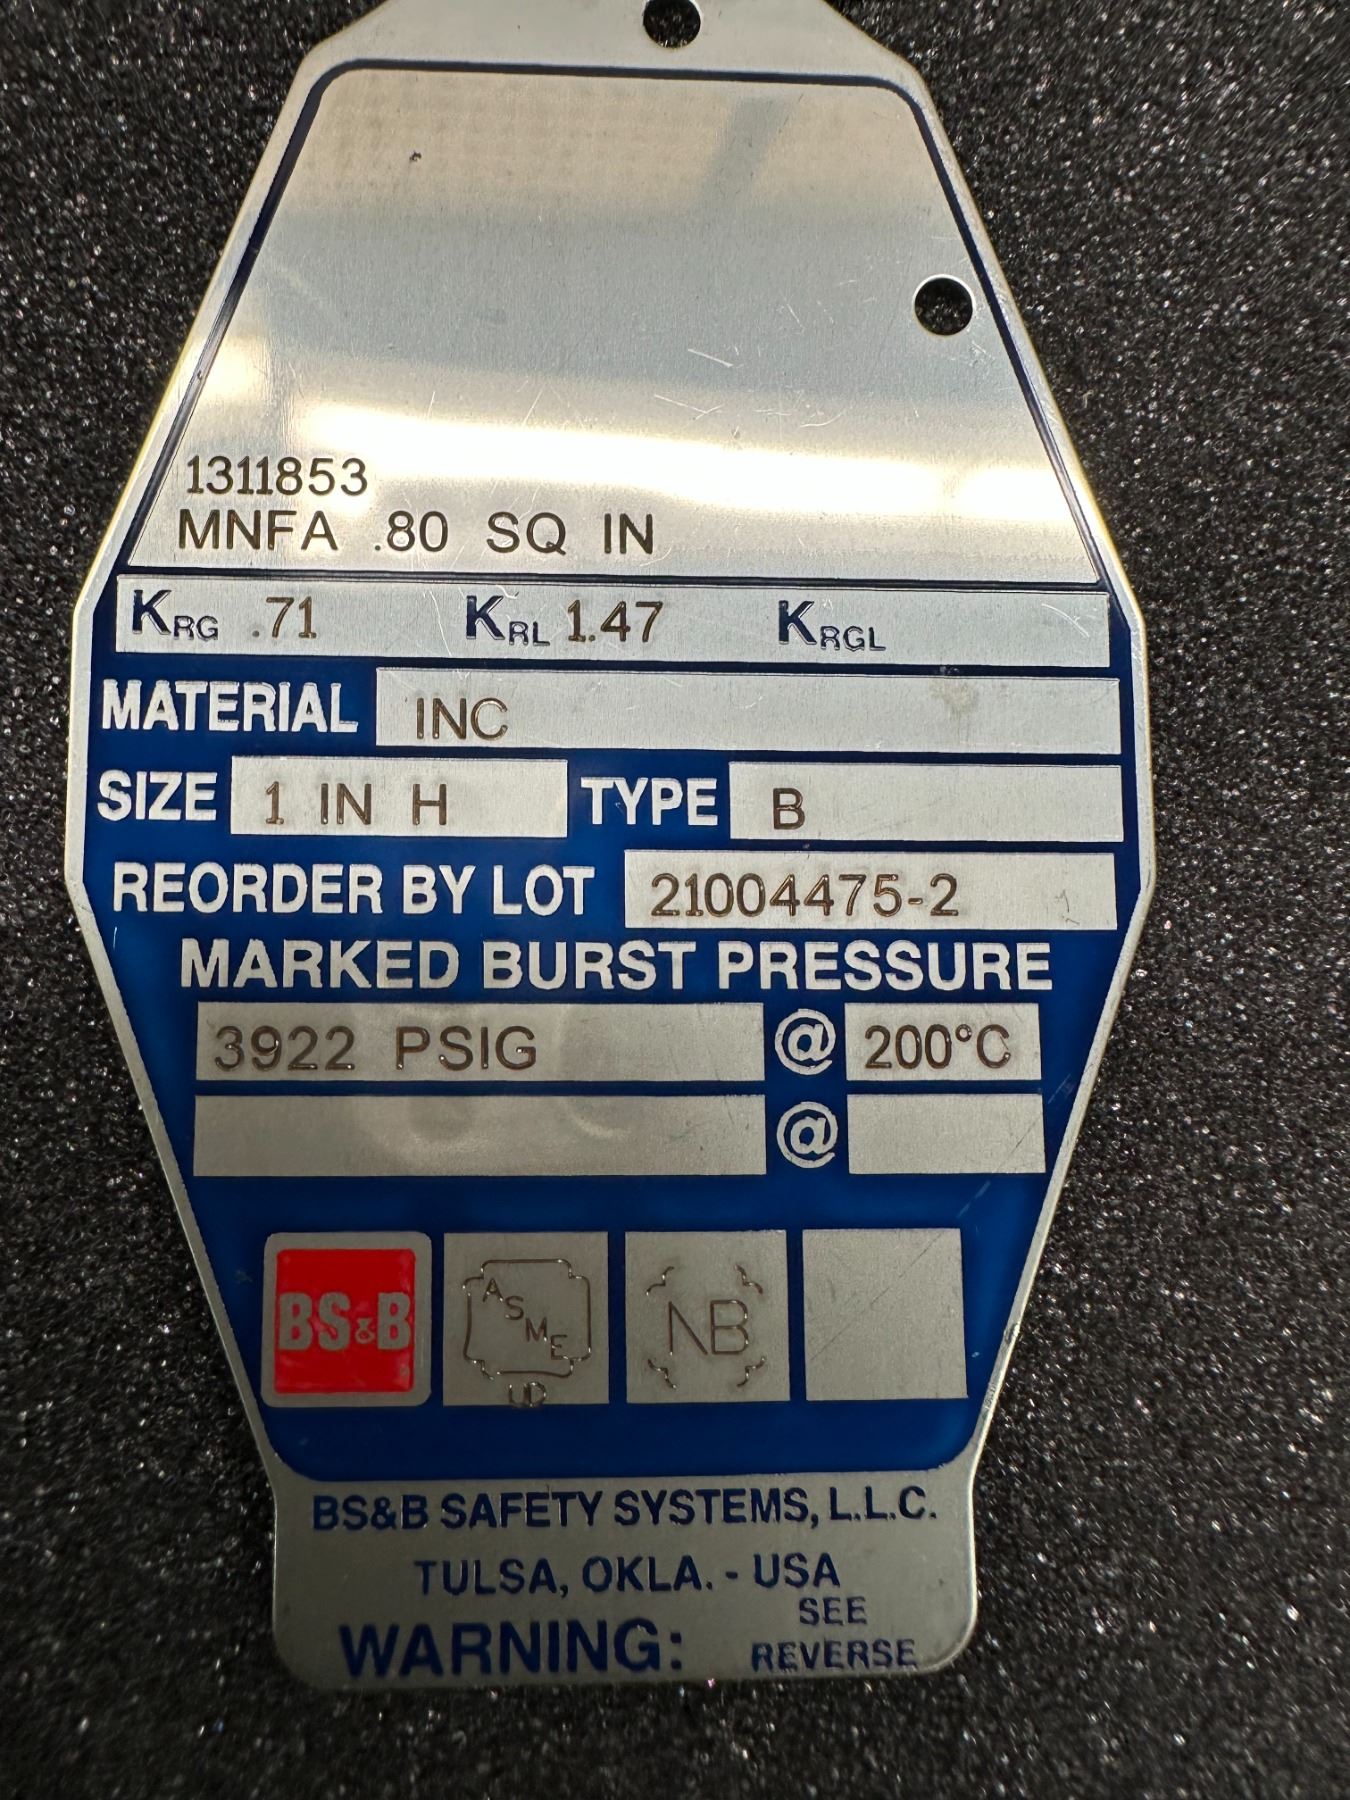 1311853
MNFA .80 SQ IN
KRG .71 KRL 1.47 KRGL
MATERIAL INC
SIZE 1 IN H TYPE B
REORDER BY LOT 21004475-2
MARKED BURST PRESSURE
3922 PSIG @ 200°C
@
BS&B ASME NB
UD
BS&B SAFETY SYSTEMS, L.L.C.
TULSA, OKLA. - USA
WARNING: SEE REVERSE